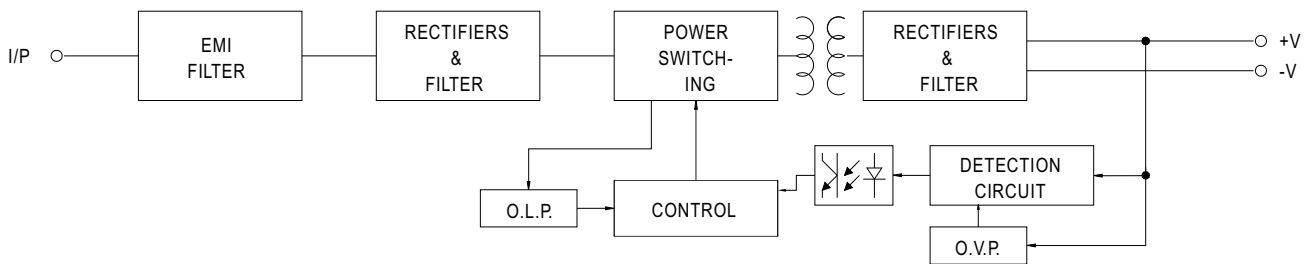 I/P
EMI
FILTER
RECTIFIERS
&
FILTER
POWER
SWITCH-
ING
RECTIFIERS
&
FILTER
+V
-V
O.L.P.
CONTROL
DETECTION
CIRCUIT
O.V.P.